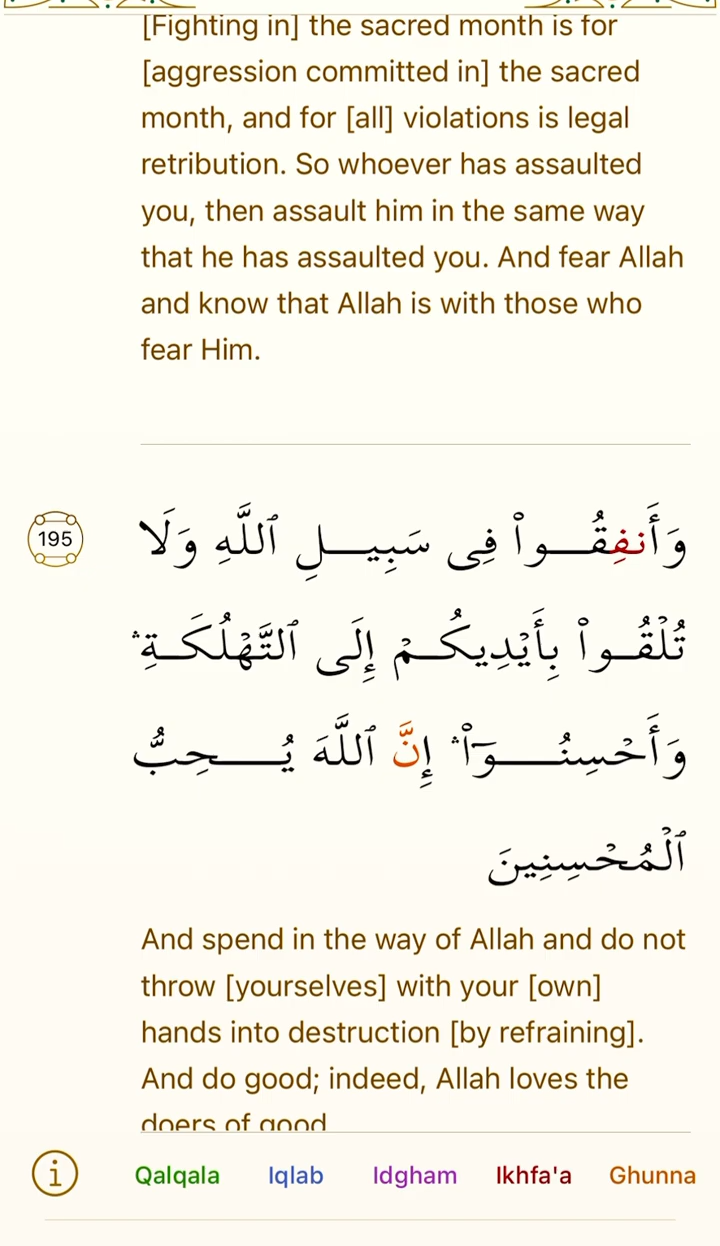 [Fighting in] the sacred month is for
[aggression committed in] the sacred
month, and for [all] violations is legal
retribution. So whoever has assaulted
you, then assault him in the same way
that he has assaulted you. And fear Allah
and know that Allah is with those who
fear Him.
195
وَأَنفِقُوا۟ فِى سَبِيلِ ٱللَّهِ وَلَا
تُلْقُوا۟ بِأَيْدِيكُمْ إِلَى ٱلتَّهْلُكَةِ ۛ
وَأَحْسِنُوٓا۟ ۛ إِنَّ ٱللَّهَ يُحِبُّ
ٱلْمُحْسِنِينَ
And spend in the way of Allah and do not
throw [yourselves] with your [own]
hands into destruction [by refraining].
And do good; indeed, Allah loves the
doers of good
i Qalqala Iqlab Idgham Ikhfa'a Ghunna